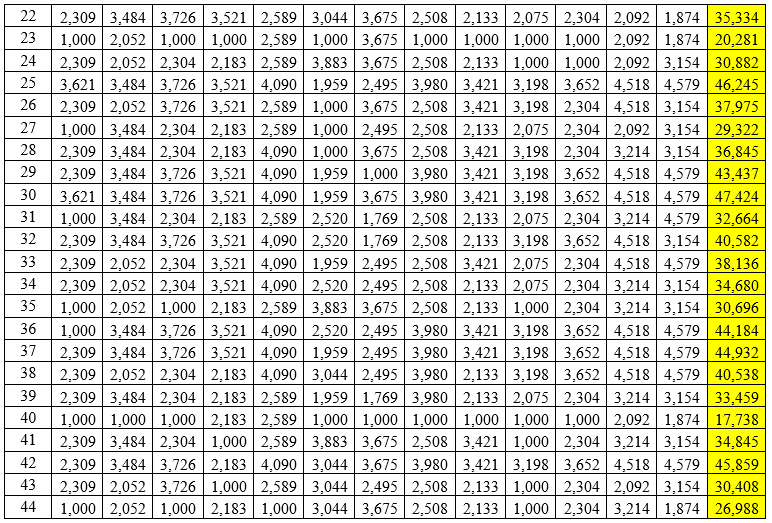 22 2,309 3,484 3,726 3,521 2,589 3,044 3,675 2,508 2,133 2,075 2,304 2,092 1,874 35,334
23 1,000 2,052 1,000 1,000 2,589 1,000 3,675 1,000 1,000 1,000 1,000 2,092 1,874 20,281
24 2,309 2,052 2,304 2,183 2,589 3,883 3,675 2,508 2,133 1,000 1,000 2,092 3,154 30,882
25 3,621 3,484 3,726 3,521 4,090 1,959 2,495 3,980 3,421 3,198 3,652 4,518 4,579 46,245
26 2,309 2,052 3,726 3,521 2,589 1,000 3,675 2,508 3,421 3,198 2,304 4,518 3,154 37,975
27 1,000 3,484 2,304 2,183 2,589 1,000 2,495 2,508 2,133 2,075 2,304 2,092 3,154 29,322
28 2,309 3,484 2,304 2,183 4,090 1,000 3,675 2,508 3,421 3,198 2,304 3,214 3,154 36,845
29 2,309 3,484 3,726 3,521 4,090 1,959 1,000 3,980 3,421 3,198 3,652 4,518 4,579 43,437
30 3,621 3,484 3,726 3,521 4,090 1,959 3,675 3,980 3,421 3,198 3,652 4,518 4,579 47,424
31 1,000 3,484 2,304 2,183 2,589 2,520 1,769 2,508 2,133 2,075 2,304 3,214 4,579 32,664
32 2,309 3,484 3,726 3,521 4,090 2,520 1,769 2,508 2,133 3,198 3,652 4,518 3,154 40,582
33 2,309 2,052 2,304 3,521 4,090 1,959 2,495 2,508 3,421 2,075 2,304 4,518 4,579 38,136
34 2,309 2,052 2,304 3,521 4,090 2,520 2,495 2,508 2,133 2,075 2,304 3,214 3,154 34,680
35 1,000 2,052 1,000 2,183 2,589 3,883 3,675 2,508 2,133 1,000 2,304 3,214 3,154 30,696
36 1,000 3,484 3,726 3,521 4,090 2,520 2,495 3,980 3,421 3,198 3,652 4,518 4,579 44,184
37 2,309 3,484 3,726 3,521 4,090 1,959 2,495 3,980 3,421 3,198 3,652 4,518 4,579 44,932
38 2,309 2,052 2,304 2,183 4,090 3,044 2,495 3,980 2,133 3,198 3,652 4,518 4,579 40,538
39 2,309 3,484 2,304 2,183 2,589 1,959 1,769 3,980 2,133 2,075 2,304 3,214 3,154 33,459
40 1,000 1,000 1,000 2,183 2,589 1,000 1,000 1,000 1,000 1,000 1,000 2,092 1,874 17,738
41 2,309 3,484 2,304 1,000 2,589 3,883 3,675 2,508 3,421 1,000 2,304 3,214 3,154 34,845
42 2,309 3,484 3,726 2,183 4,090 3,044 3,675 3,980 3,421 3,198 3,652 4,518 4,579 45,859
43 2,309 2,052 3,726 1,000 2,589 3,044 2,495 2,508 2,133 1,000 2,304 2,092 3,154 30,408
44 1,000 2,052 1,000 2,183 1,000 3,044 3,675 2,508 2,133 1,000 2,304 3,214 1,874 26,988